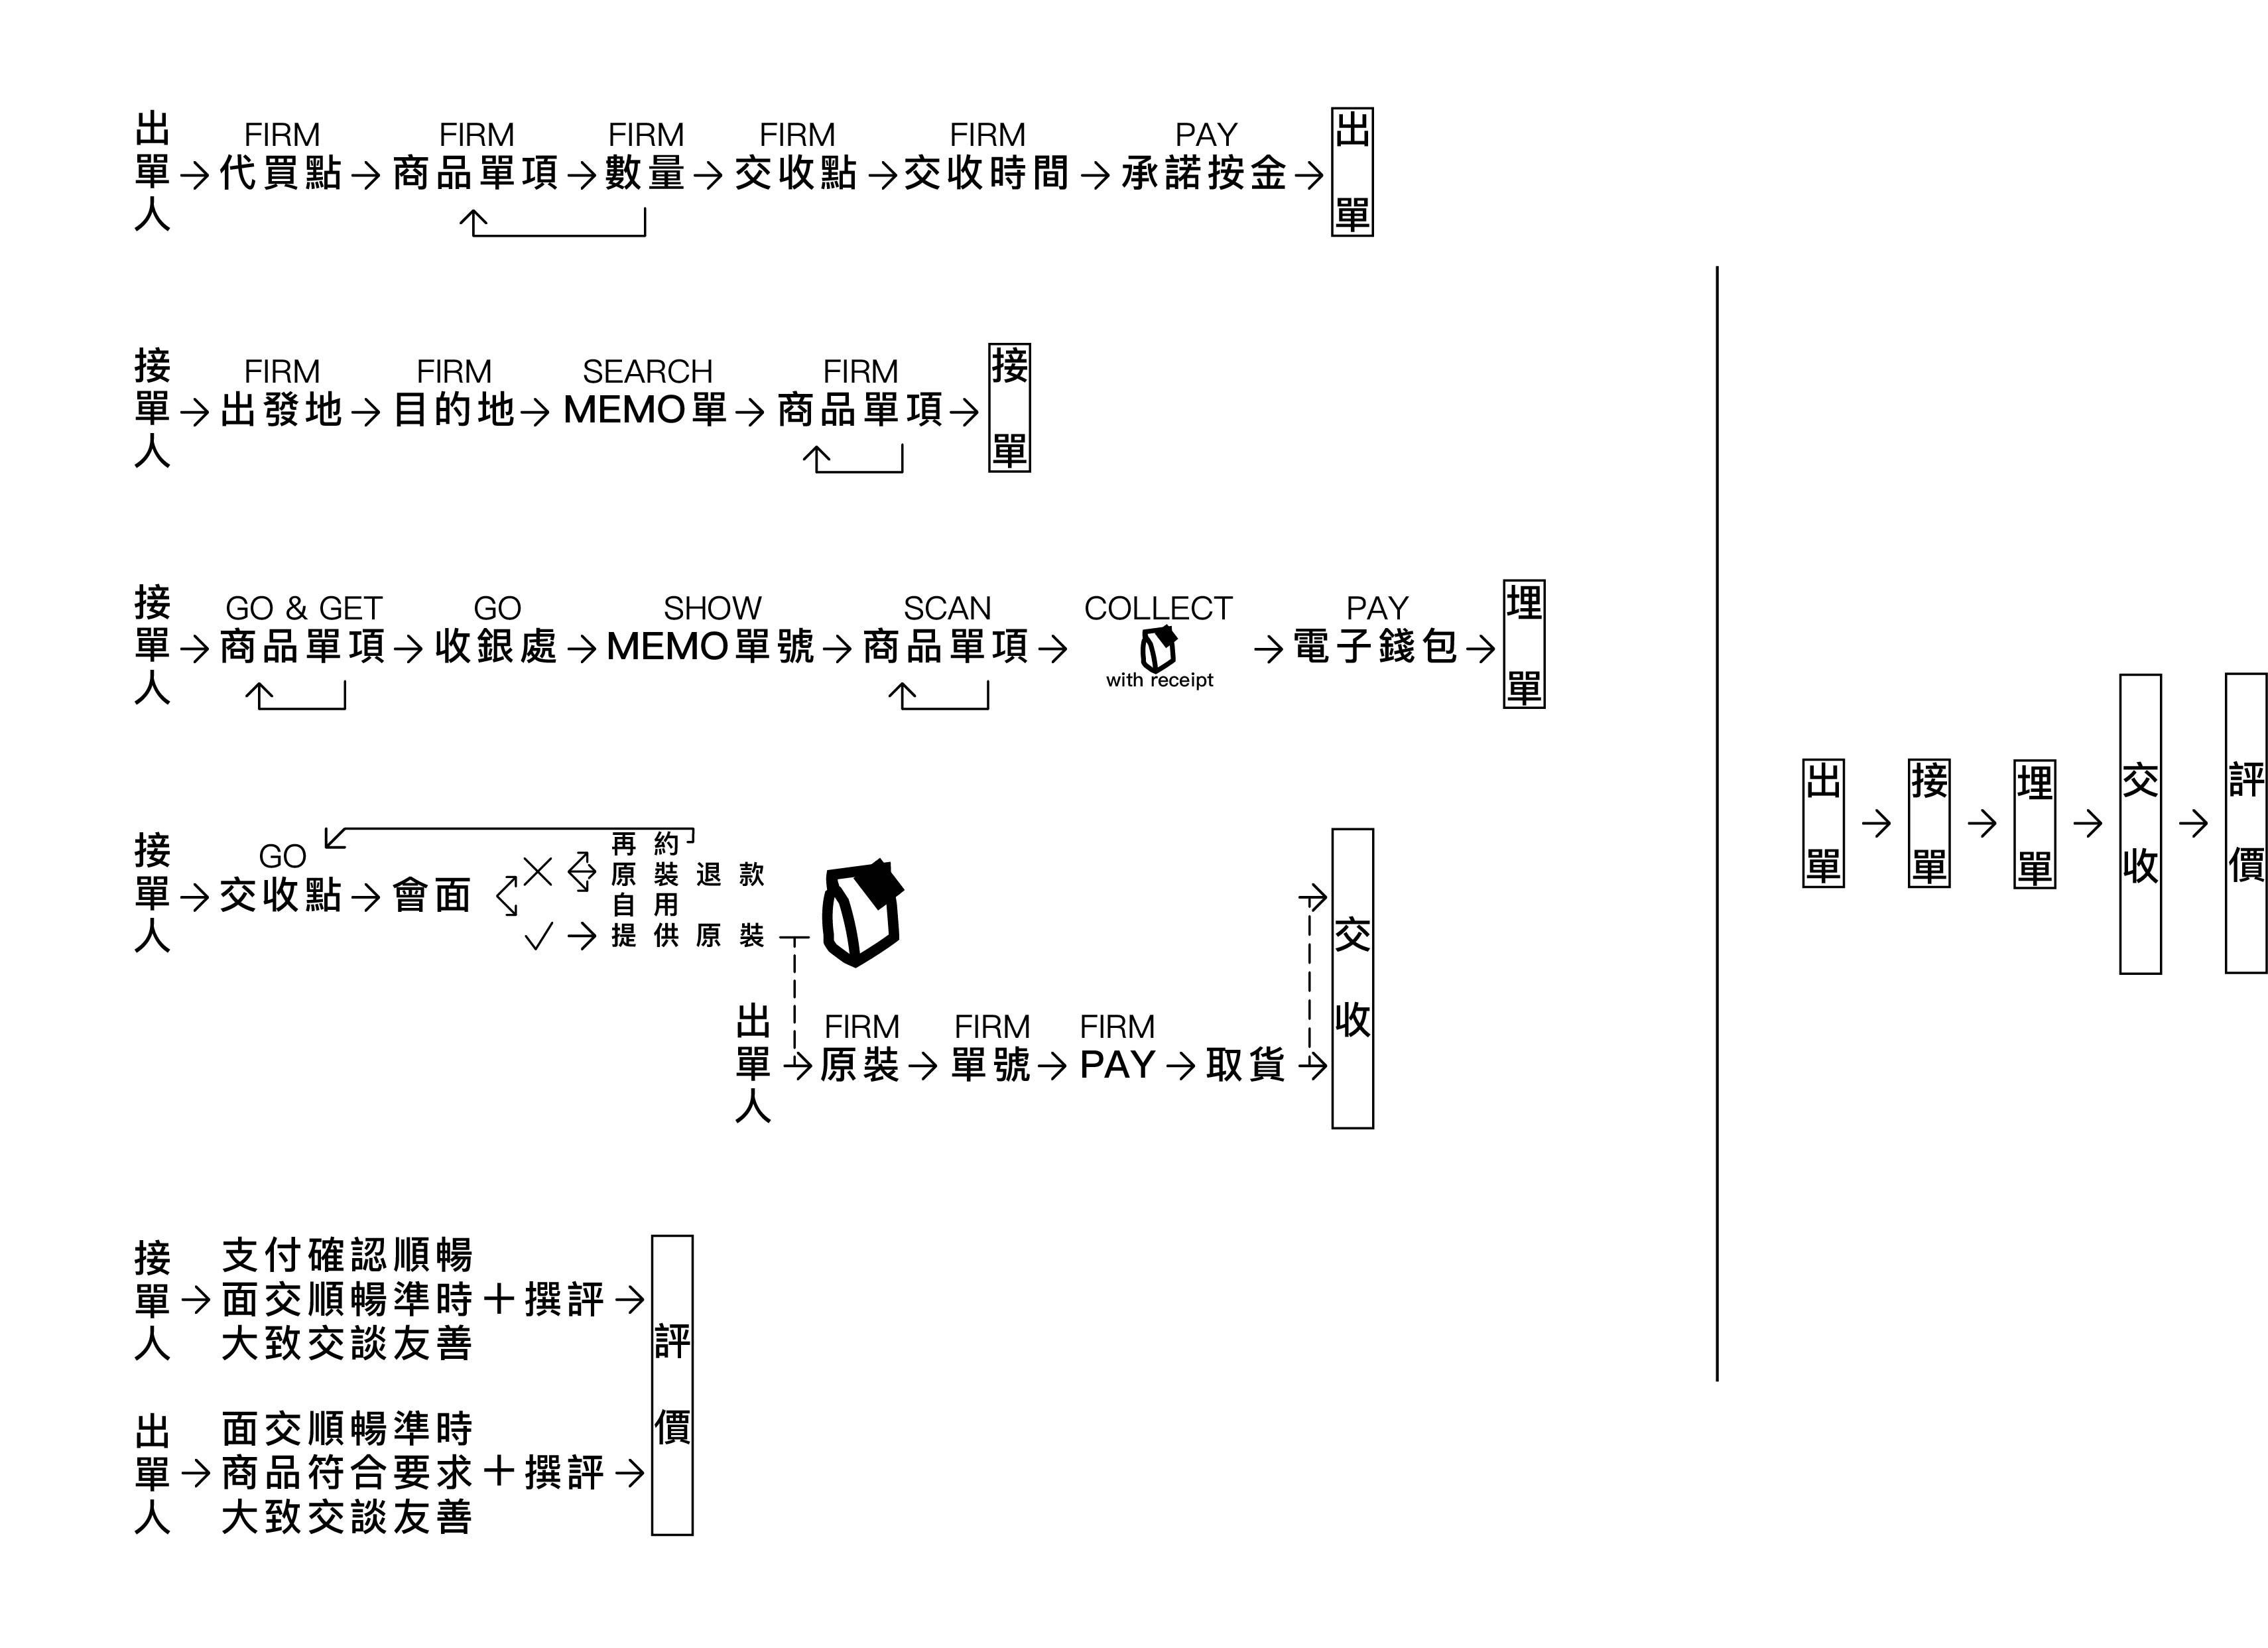 出單人
FIRM FIRM FIRM FIRM FIRM PAY
代買點 商品單項 數量 交收點 交收時間 承諾按金
出單
接單人
FIRM FIRM SEARCH FIRM
出發地 目的地 MEMO單 商品單項
接單
接單人
GO & GET GO SHOW SCAN COLLECT PAY
商品單項 收銀處 MEMO單號 商品單項 電子錢包
with receipt
埋單
接單人
GO
交收點 會面
再約
原裝退款
自用
提供原裝
出單人
FIRM FIRM FIRM
原裝 單號 PAY 取貨
交收
接單人
支付確認順暢
面交順暢準時+撰評
大致交談友善
出單人
面交順暢準時
商品符合要求+撰評
大致交談友善
評價
出單
接單
埋單
交收
評價